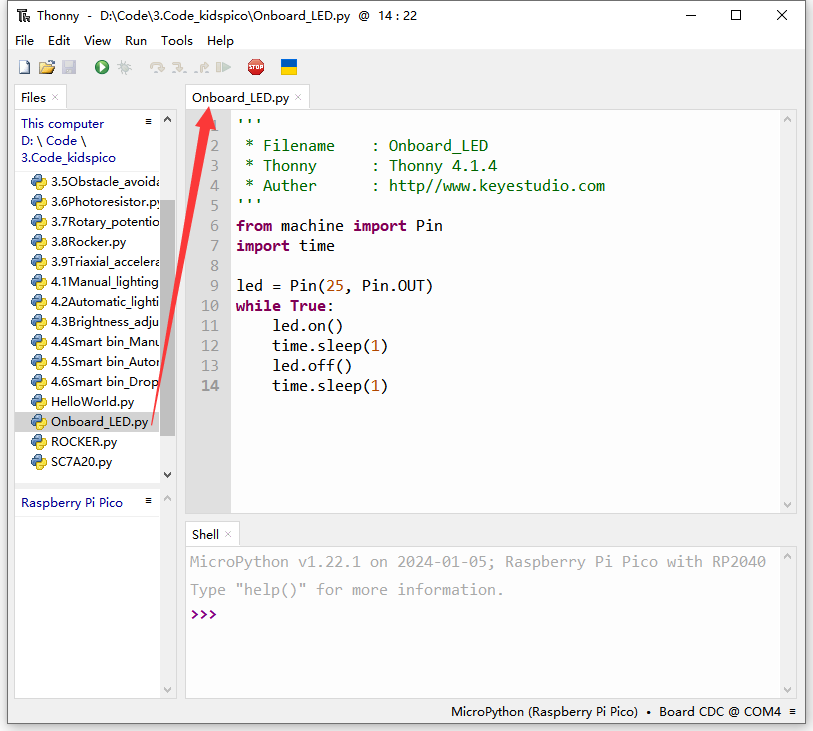 Thonny - D:\Code\3.Code_kidspico\Onboard_LED.py @ 14 : 22
File Edit View Run Tools Help
STOP
Files
This computer
D: \ Code \
3.Code_kidspico
3.5Obstacle_avoida
3.6Photoresistor.py
3.7Rotary_potentio
3.8Rocker.py
3.9Triaxial_accelera
4.1Manual_lighting
4.2Automatic_lighti
4.3Brightness_adju
4.4Smart bin_Manu
4.5Smart bin_Auto
4.6Smart bin_Drop
HelloWorld.py
Onboard_LED.py
ROCKER.py
SC7A20.py
Raspberry Pi Pico
Onboard_LED.py
1 '''
2 * Filename : Onboard_LED
3 * Thonny : Thonny 4.1.4
4 * Auther : http//www.keyestudio.com
5 '''
6 from machine import Pin
7 import time
8
9 led = Pin(25, Pin.OUT)
10 while True:
11 led.on()
12 time.sleep(1)
13 led.off()
14 time.sleep(1)
Shell
MicroPython v1.22.1 on 2024-01-05; Raspberry Pi Pico with RP2040
Type "help()" for more information.
>>>
MicroPython (Raspberry Pi Pico) • Board CDC @ COM4